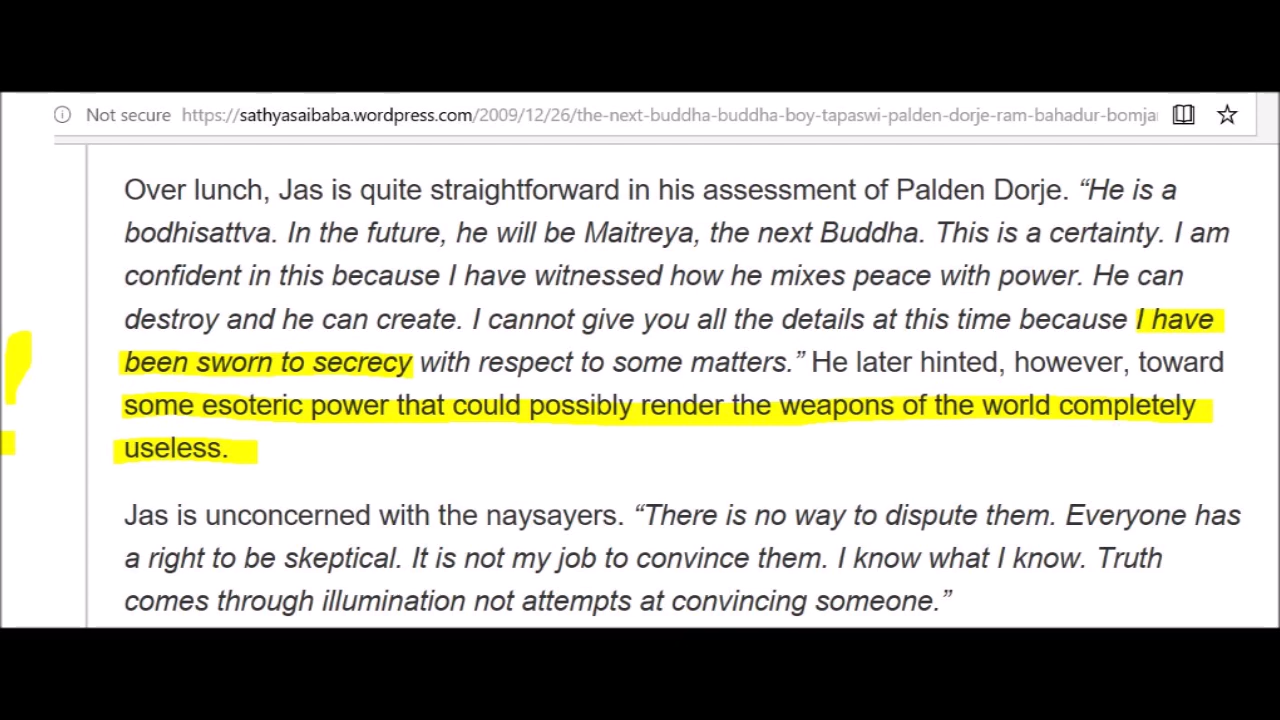 Not secure https://sathyasaibaba.wordpress.com/2009/12/26/the-next-buddha-buddha-boy-tapaswi-palden-dorje-ram-bahadur-bomja
Over lunch, Jas is quite straightforward in his assessment of Palden Dorje. “He is a
bodhisattva. In the future, he will be Maitreya, the next Buddha. This is a certainty. I am
confident in this because I have witnessed how he mixes peace with power. He can
destroy and he can create. I cannot give you all the details at this time because I have
been sworn to secrecy with respect to some matters.” He later hinted, however, toward
some esoteric power that could possibly render the weapons of the world completely
useless.
Jas is unconcerned with the naysayers. “There is no way to dispute them. Everyone has
a right to be skeptical. It is not my job to convince them. I know what I know. Truth
comes through illumination not attempts at convincing someone.”